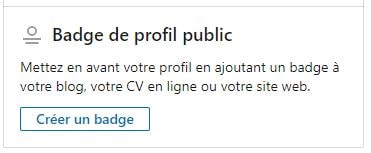 Badge de profil public
Mettez en avant votre profil en ajoutant un badge à
votre blog, votre CV en ligne ou votre site web.
Créer un badge